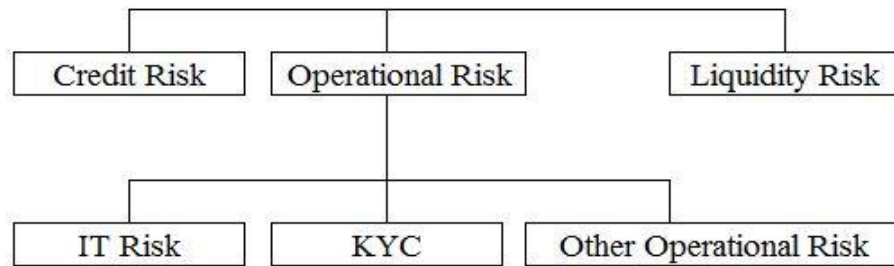 Credit Risk
Operational Risk
Liquidity Risk
IT Risk
KYC
Other Operational Risk